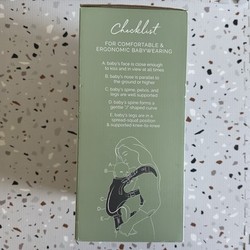 Checklist
FOR COMFORTABLE &
ERGONOMIC BABYWEARING
A. baby's face is close enough
to kiss and in view at all times
B. baby's nose is parallel to
the ground or higher
C. baby's spine, pelvis, and
legs are well supported
D. baby's spine forms a
gentle "J" shaped curve
E. baby's legs are in a
spread-squat position
& supported knee-to-knee